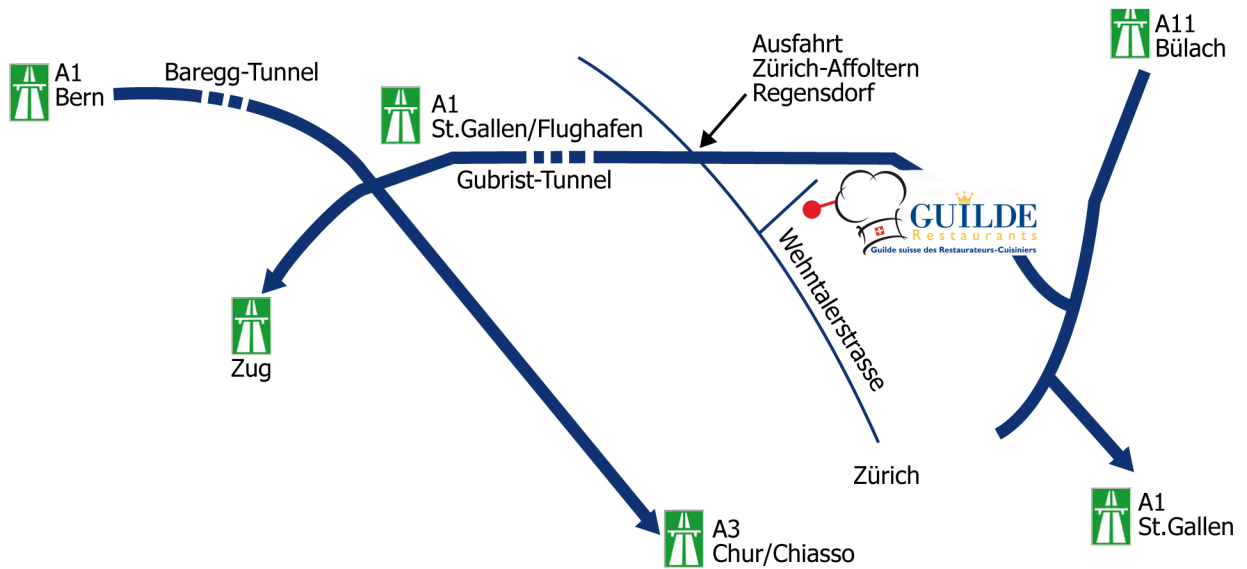 A1
Bern
Baregg-Tunnel
A1
St.Gallen/Flughafen
Gubrist-Tunnel
Ausfahrt
Zürich-Affoltern
Regensdorf
A11
Bülach
GUILDE
Restaurants
Guilde suisse des Restaurateurs-Cuisiniers
Wehntalerstrasse
Zug
Zürich
A3
Chur/Chiasso
A1
St.Gallen